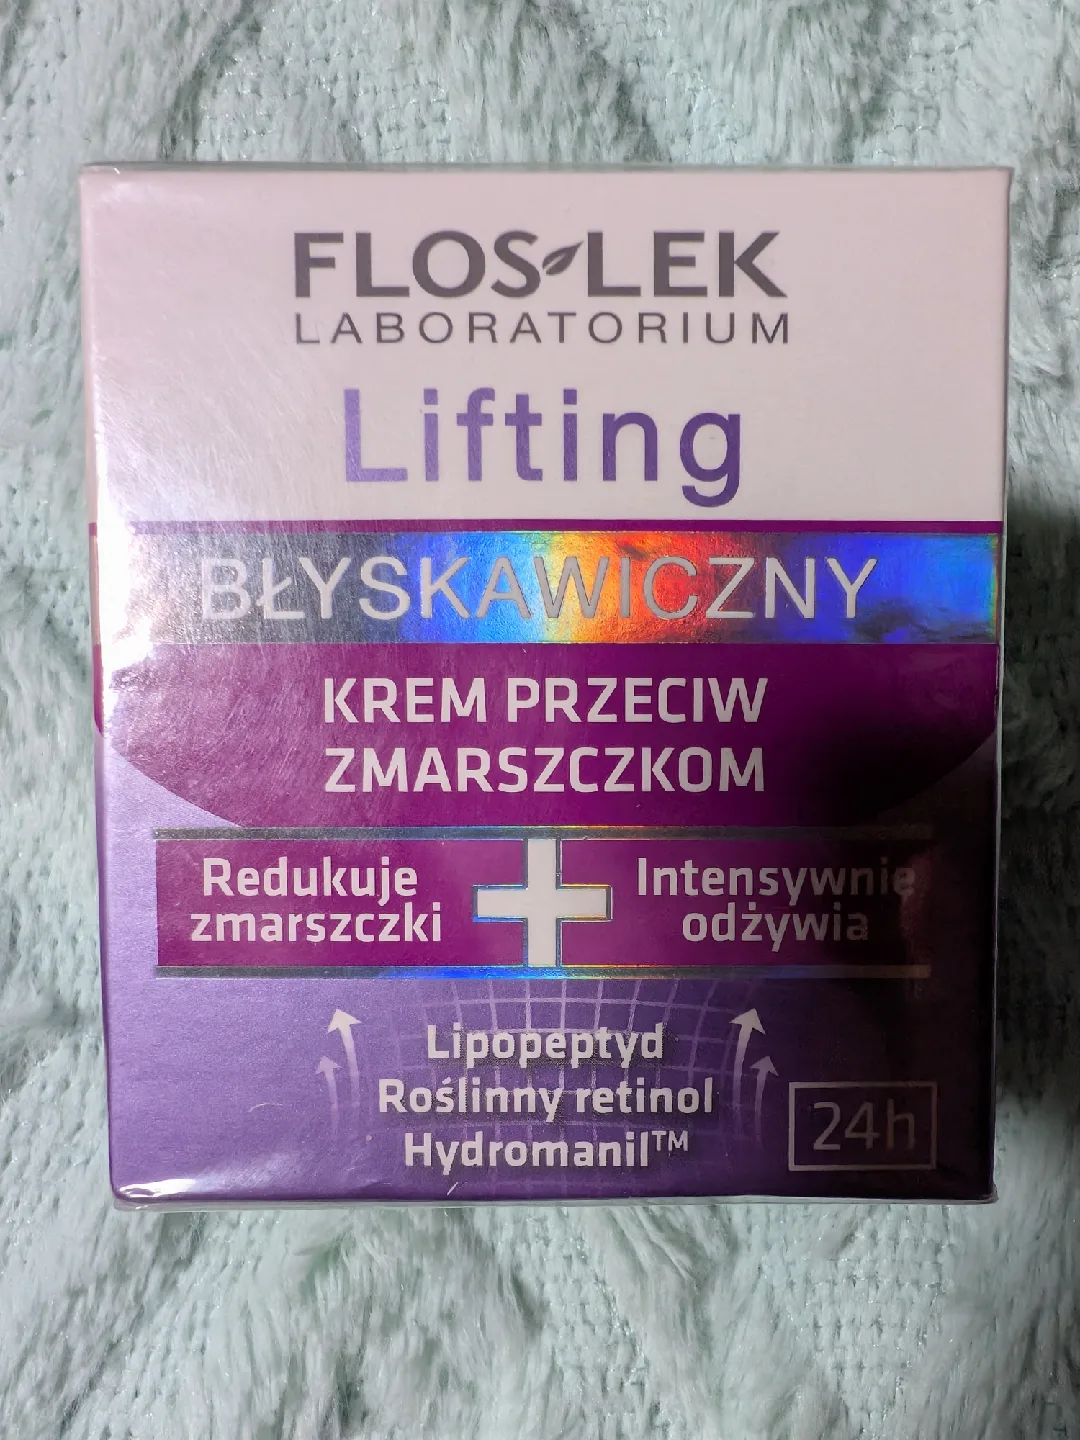 FLOS-LEK
LABORATORIUM
Lifting
BŁYSKAWICZNY
KREM PRZECIW
ZMARSZCZKOM
Redukuje
zmarszczki
Intensywnie
odżywia
Lipopeptyd
Roślinny retinol
Hydromanil™
24h